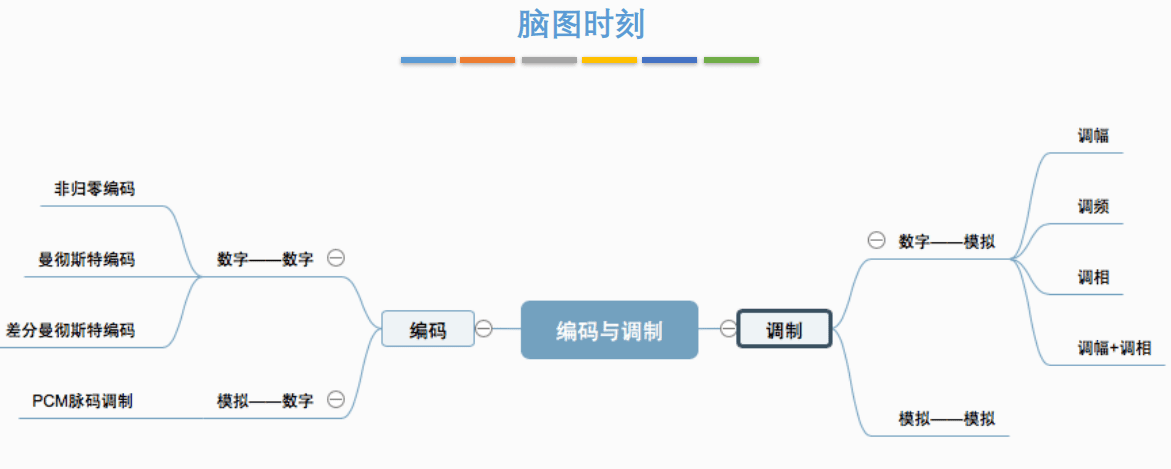 脑图时刻
调幅
非归零编码
调频
数字——模拟
曼彻斯特编码
数字——数字
调相
差分曼彻斯特编码
编码
编码与调制
调制
调幅+调相
PCM脉码调制
模拟——数字
模拟——模拟